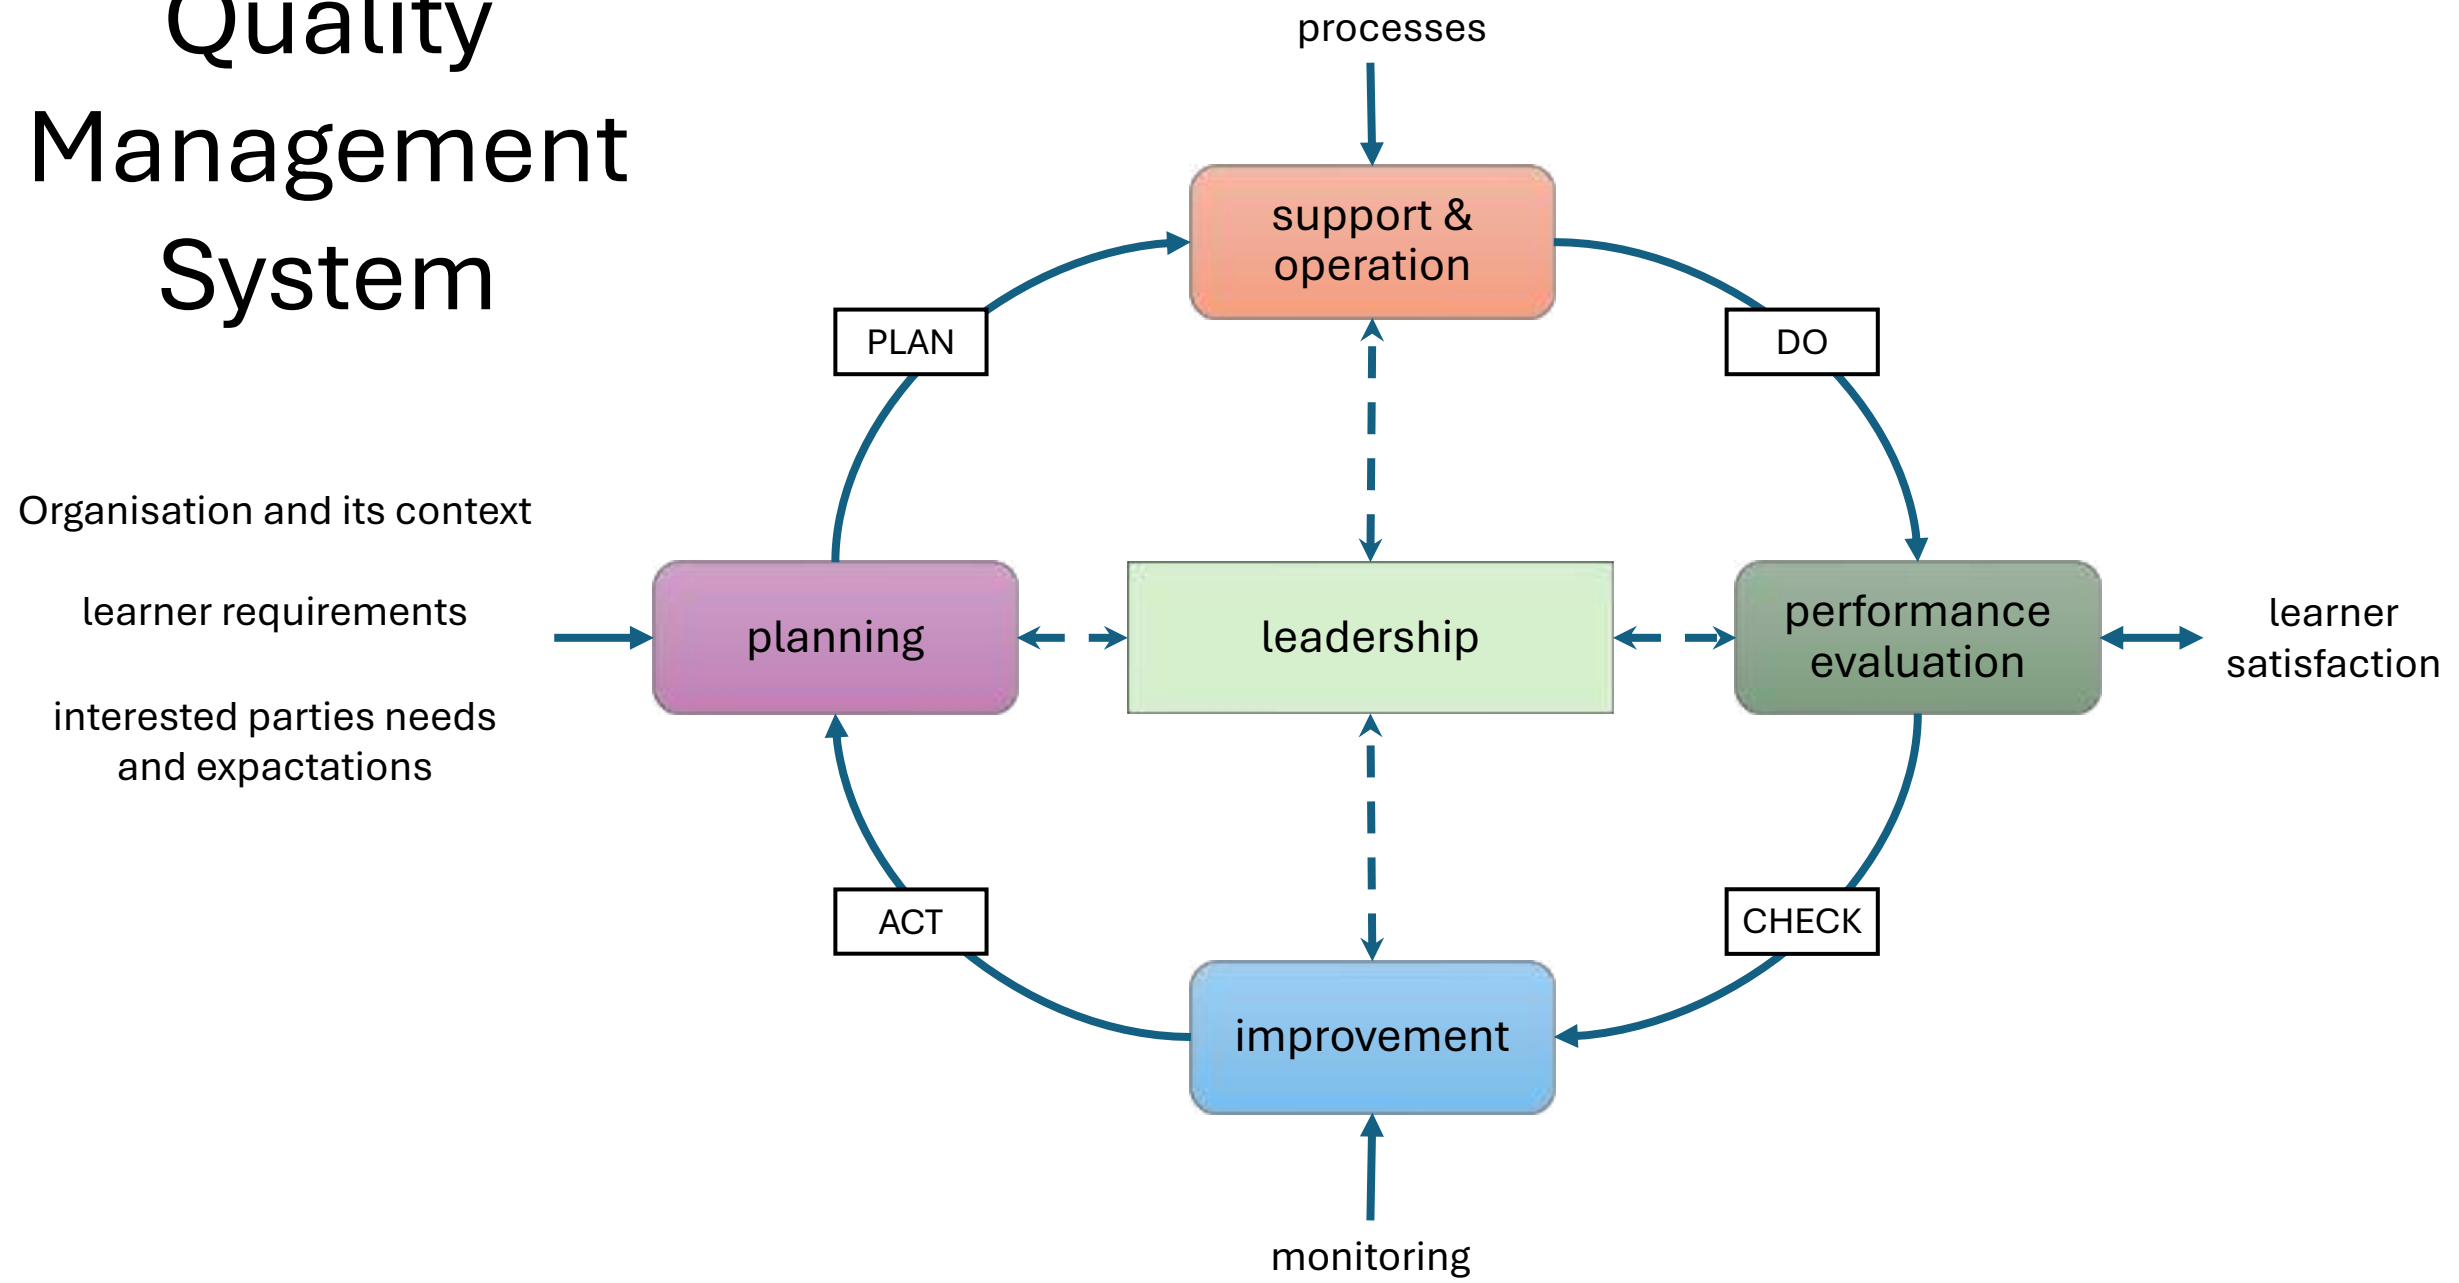 Quality
Management
System
processes
support &
operation
PLAN
DO
Organisation and its context
learner requirements
interested parties needs
and expactations
planning
leadership
performance
evaluation
learner
satisfaction
ACT
CHECK
improvement
monitoring